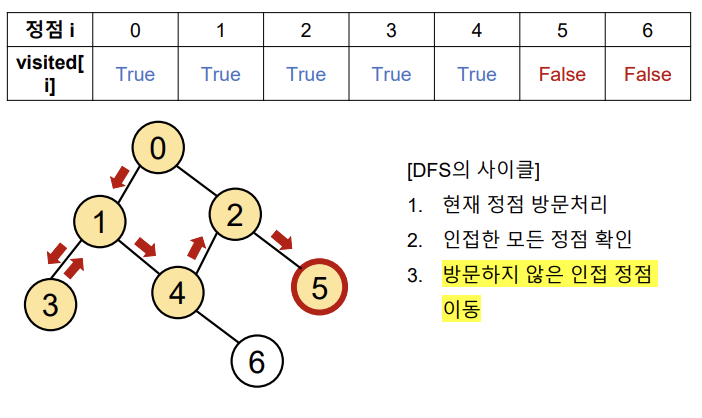 정점 i 0 1 2 3 4 5 6
visited[
i] True True True True True False False
0
1
2
3
4
5
6
[DFS의 사이클]
1. 현재 정점 방문처리
2. 인접한 모든 정점 확인
3. 방문하지 않은 인접 정점
이동